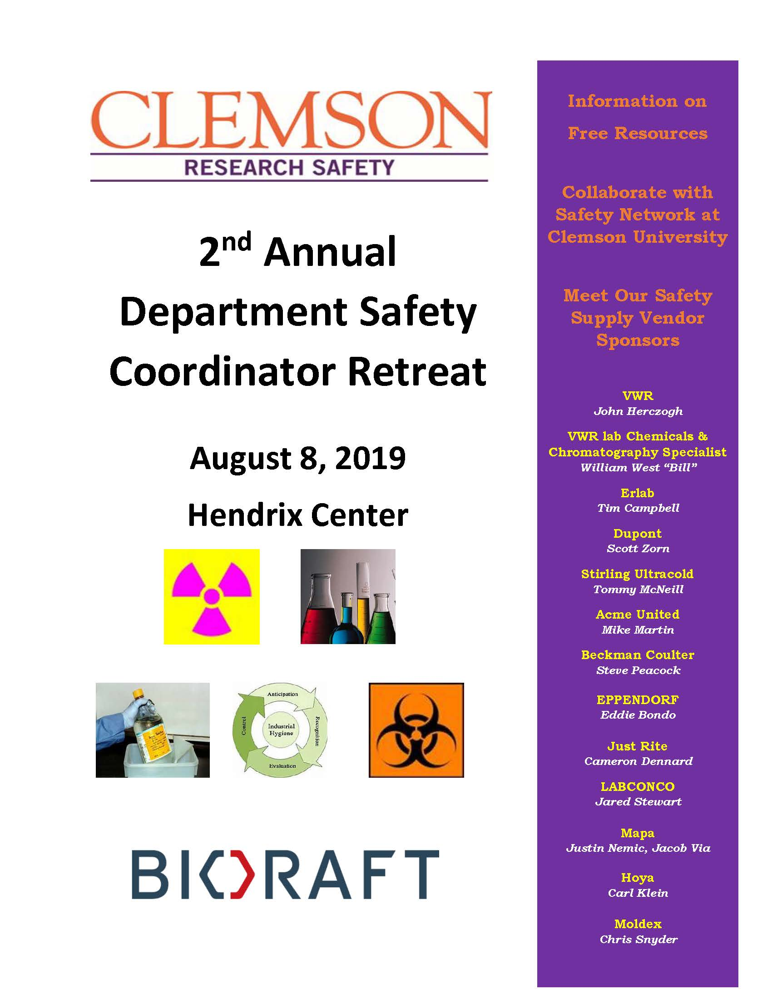 CLEMSON
RESEARCH SAFETY
2nd Annual
Department Safety
Coordinator Retreat
August 8, 2019
Hendrix Center
Anticipation
Recognition
Evaluation
Control
Industrial
Hygiene
BIORAFT
Information on
Free Resources
Collaborate with
Safety Network at
Clemson University
Meet Our Safety
Supply Vendor
Sponsors
VWR
John Herczogh
VWR lab Chemicals &
Chromatography Specialist
William West “Bill”
Erlab
Tim Campbell
Dupont
Scott Zorn
Stirling Ultracold
Tommy McNeill
Acme United
Mike Martin
Beckman Coulter
Steve Peacock
EPPENDORF
Eddie Bondo
Just Rite
Cameron Dennard
LABCONCO
Jared Stewart
Mapa
Justin Nemic, Jacob Via
Hoya
Carl Klein
Moldex
Chris Snyder